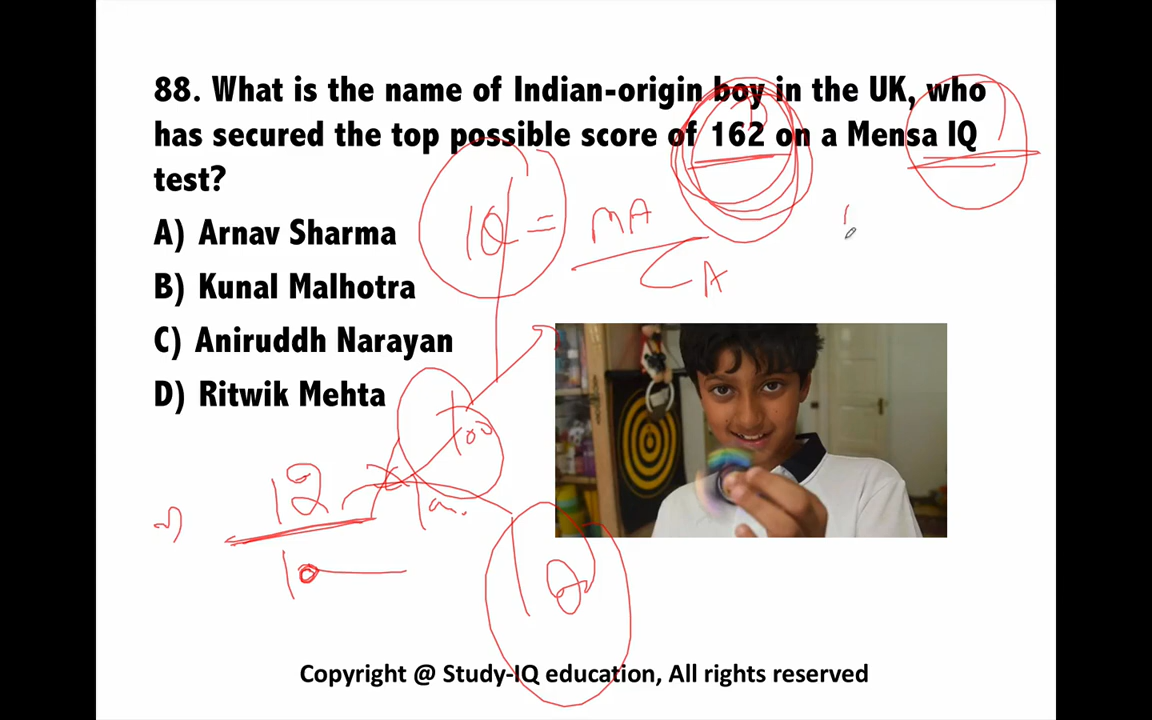 88. What is the name of Indian-origin boy in the UK, who
has secured the top possible score of 162 on a Mensa IQ
test?
A) Arnav Sharma
B) Kunal Malhotra
C) Aniruddh Narayan
D) Ritwik Mehta
IQ = MA
CA
100
12
10
Copyright @ Study-IQ education, All rights reserved